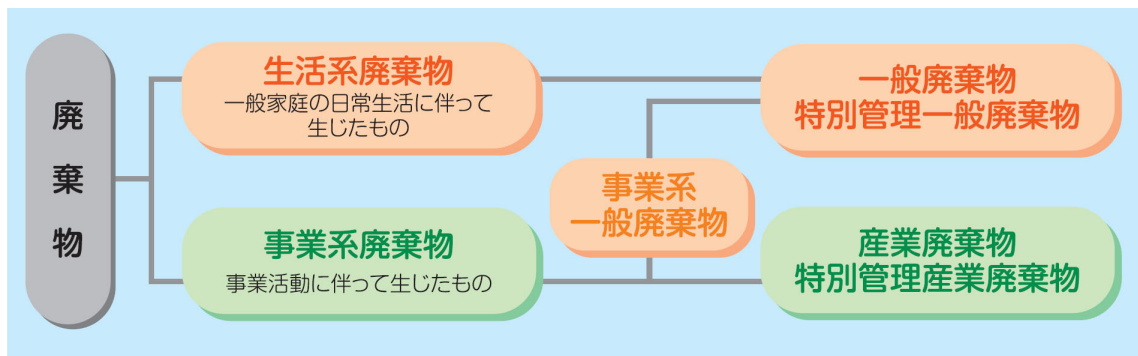 廃棄物
生活系廃棄物
一般家庭の日常生活に伴って
生じたもの
事業系廃棄物
事業活動に伴って生じたもの
事業系
一般廃棄物
一般廃棄物
特別管理一般廃棄物
産業廃棄物
特別管理産業廃棄物